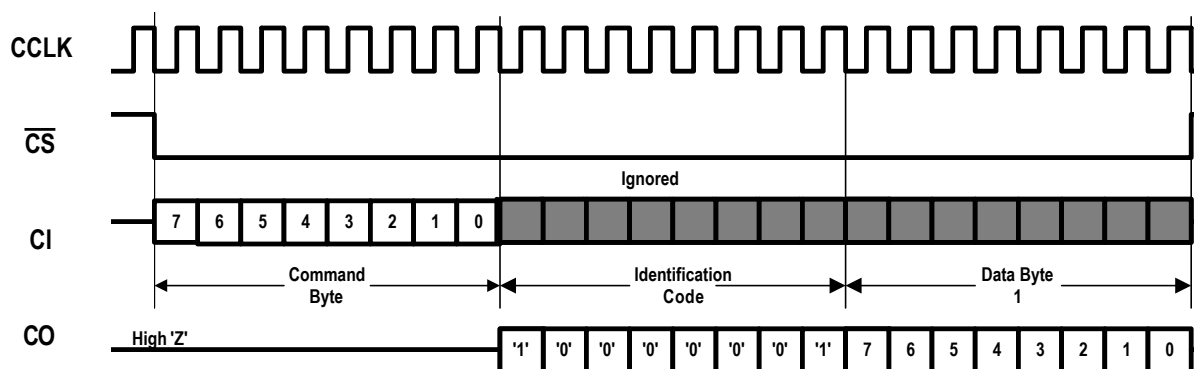 CCLK
CS
Ignored
CI
7 6 5 4 3 2 1 0
Command
Byte
Identification
Code
Data Byte
1
CO
High 'Z'
'1' '0' '0' '0' '0' '0' '0' '1' 7 6 5 4 3 2 1 0